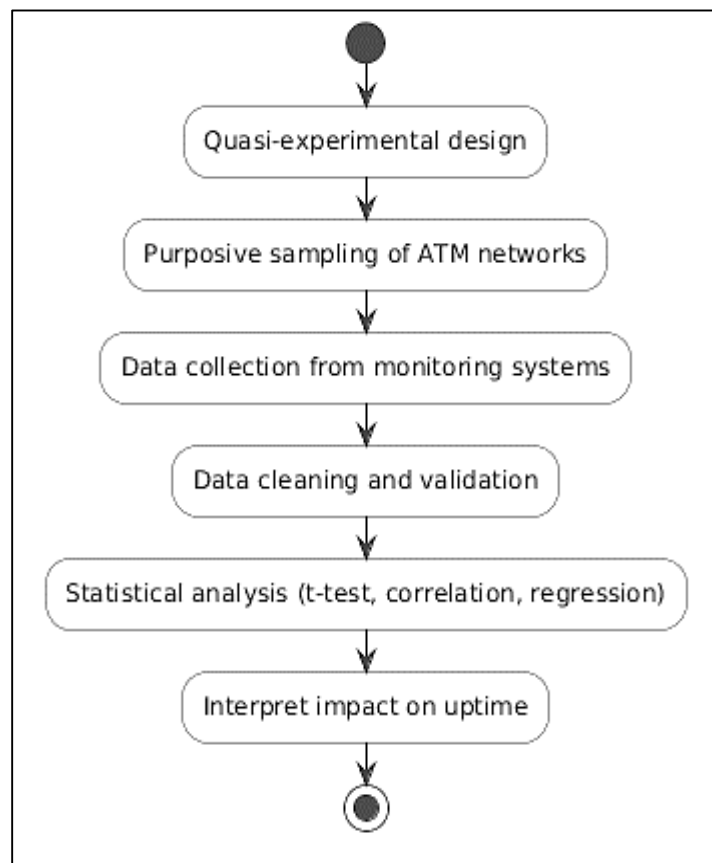 Quasi-experimental design
Purposive sampling of ATM networks
Data collection from monitoring systems
Data cleaning and validation
Statistical analysis (t-test, correlation, regression)
Interpret impact on uptime